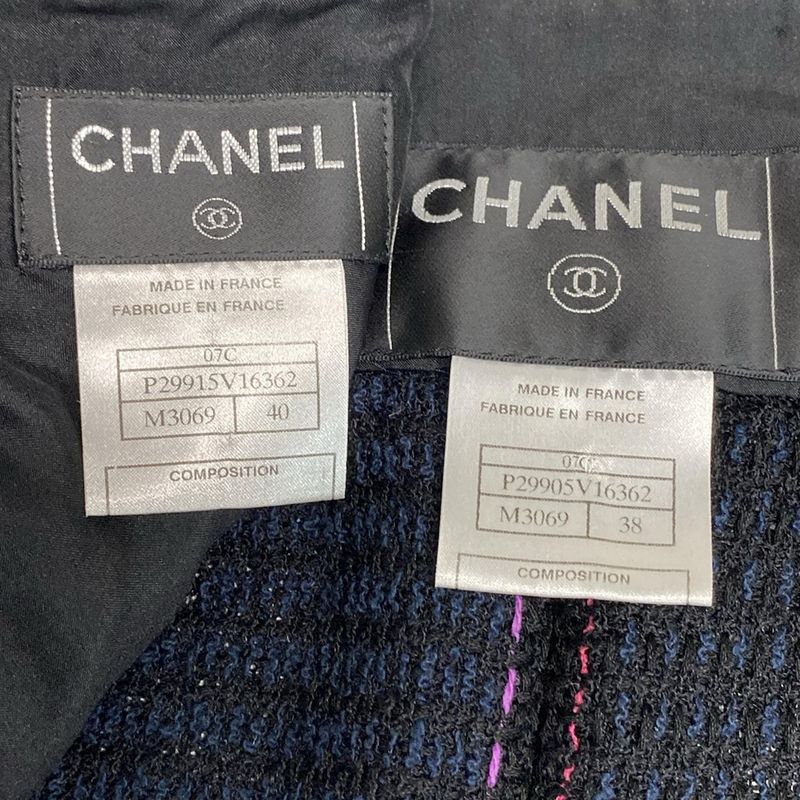 CHANEL
MADE IN FRANCE
FABRIQUE EN FRANCE
07C
P29915V16362
M3069 40
COMPOSITION
CHANEL
MADE IN FRANCE
FABRIQUE EN FRANCE
07C
P29905V16362
M3069 38
COMPOSITION